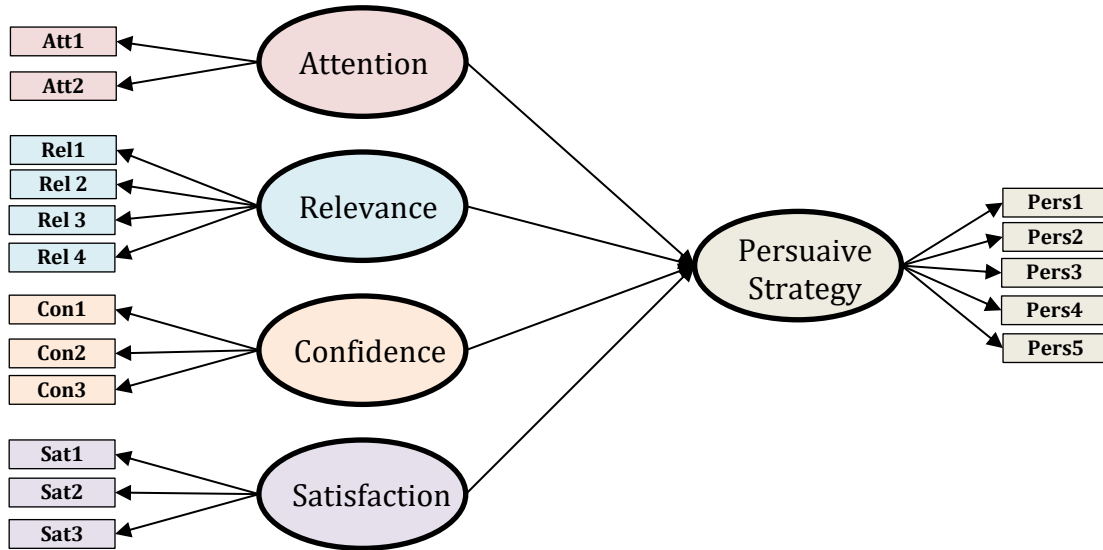 Att1
Att2
Attention
Rel1
Rel 2
Rel 3
Rel 4
Relevance
Con1
Con2
Con3
Confidence
Sat1
Sat2
Sat3
Satisfaction
Persuaive
Strategy
Pers1
Pers2
Pers3
Pers4
Pers5